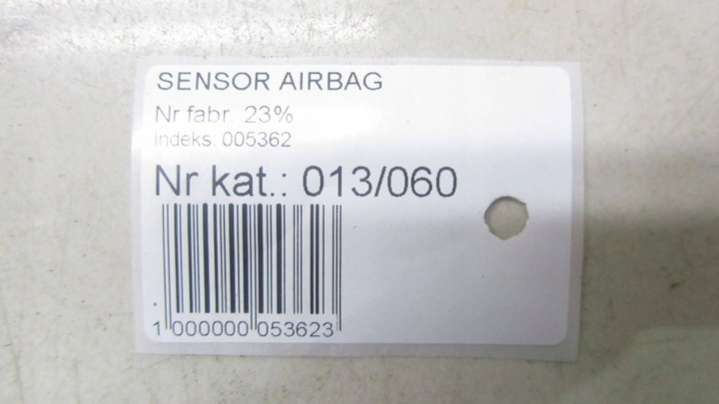 SENSOR AIRBAG
Nr fabr. 23%
Indeks: 005362
Nr kat.: 013/060
1 000000 053623